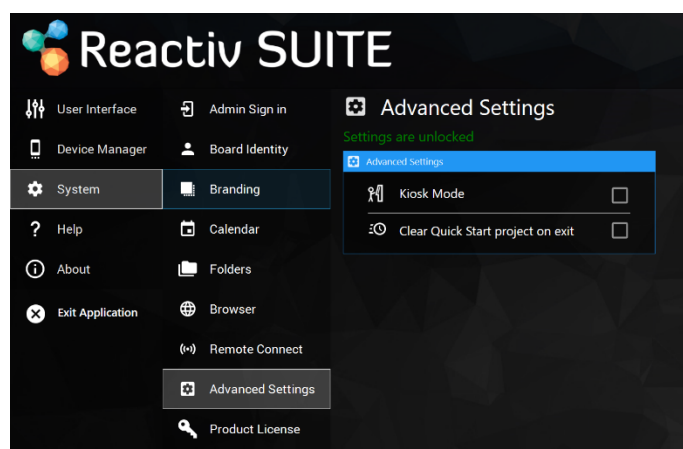 Reactiv SUITE
User Interface
Device Manager
System
Help
About
Exit Application
Admin Sign in
Board Identity
Branding
Calendar
Folders
Browser
Remote Connect
Advanced Settings
Product License
Advanced Settings
Settings are unlocked
Advanced Settings
Kiosk Mode
Clear Quick Start project on exit